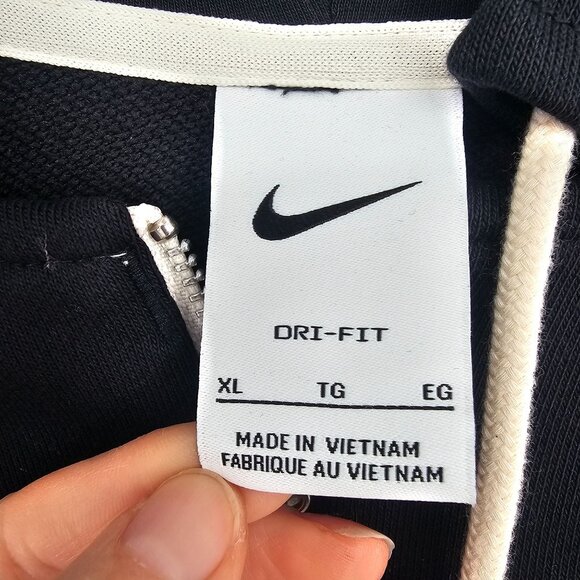 DRI-FIT
XL TG EG
MADE IN VIETNAM
FABRIQUE AU VIETNAM